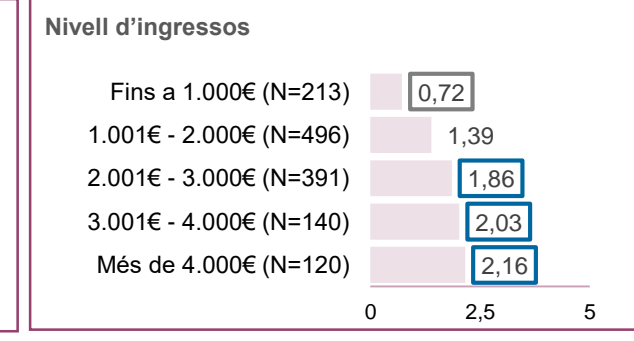 Nivell d’ingressos
Fins a 1.000€ (N=213) 0,72
1.001€ - 2.000€ (N=496) 1,39
2.001€ - 3.000€ (N=391) 1,86
3.001€ - 4.000€ (N=140) 2,03
Més de 4.000€ (N=120) 2,16
0 2,5 5